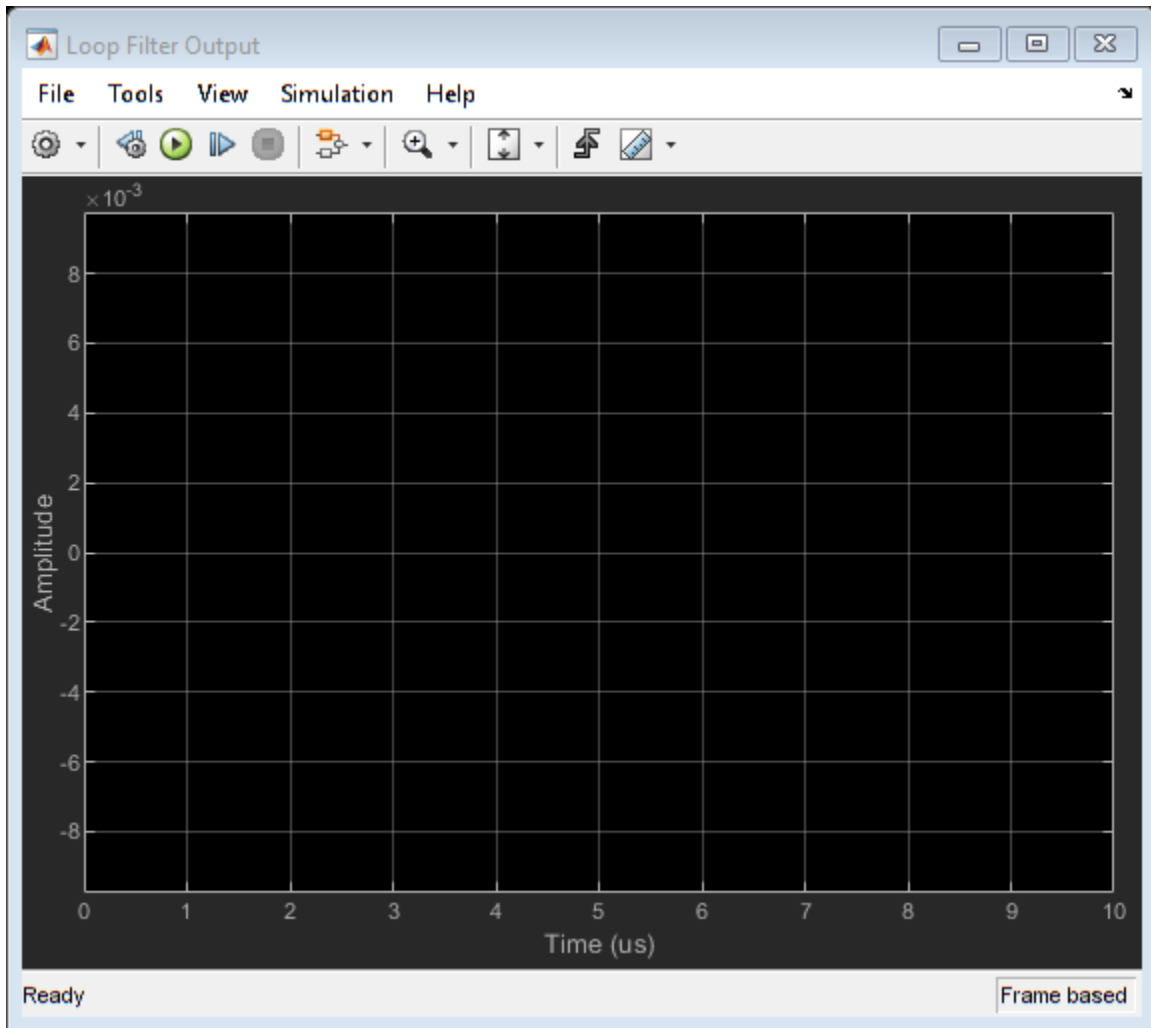 Loop Filter Output
File Tools View Simulation Help
×10-3
8
6
4
2
0
-2
-4
-6
-8
Amplitude
0 1 2 3 4 5 6 7 8 9 10
Time (us)
Ready Frame based